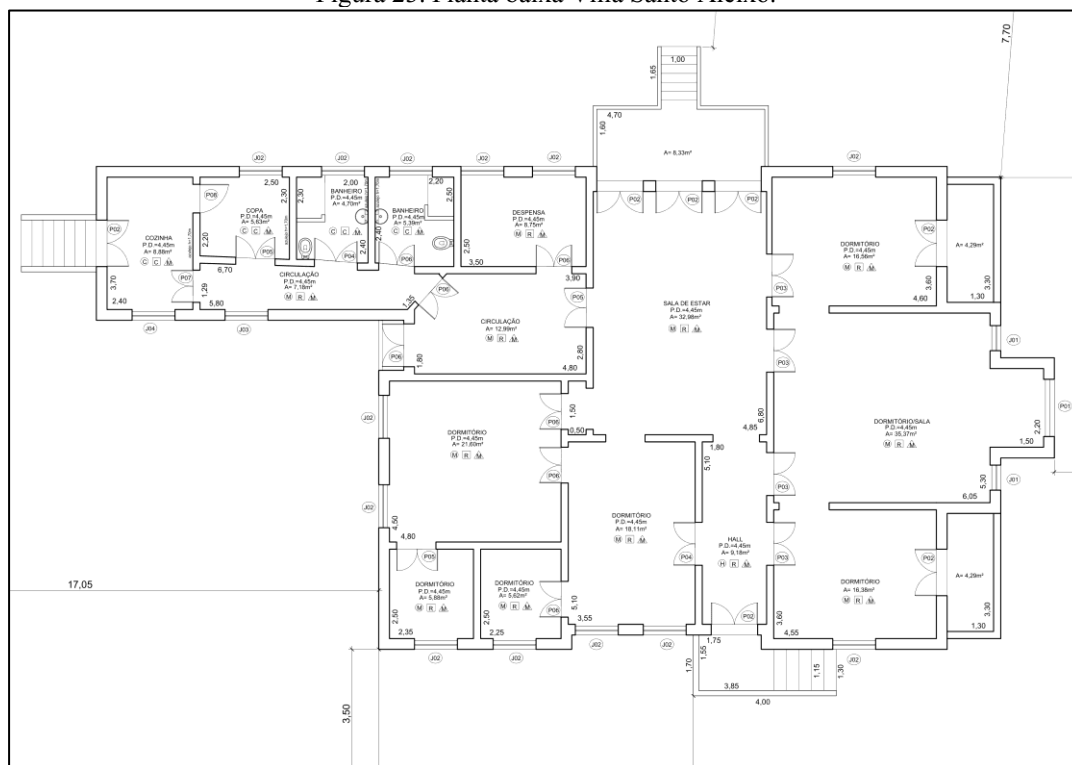 Figura 23: Planta baixa Villa Santo Aleixo.
7,70
1,00
1,65
4,70
1,60
A= 8,33m²
J02
J02
J02
J02
J02
J02
P02
P02
P02
COZINHA
P.D.=4,45m
A= 8,88m²
C C M
P02
3,70
2,40
J04
P07
P08
2,50
2,30
COPA
P.D.=4,45m
A= 5,63m²
C C M
2,20
P05
6,70
2,30
2,00
BANHEIRO
P.D.=4,45m
A= 4,70m²
C C M
P04
2,40
2,20
2,50
BANHEIRO
P.D.=4,45m
A= 5,39m²
C C M
2,40
P06
DESPENSA
P.D.=4,45m
A= 8,75m²
M R M
2,50
3,50
P06
3,90
CIRCULAÇÃO
P.D.=4,45m
A= 7,18m²
M R M
1,29
5,80
J03
1,35
P06
CIRCULAÇÃO
A= 12,99m²
M R M
P05
2,80
4,80
1,80
P06
SALA DE ESTAR
P.D.=4,45m
A= 32,98m²
M R M
6,80
4,85
DORMITÓRIO
P.D.=4,45m
A= 16,56m²
M R M
P03
P02
3,60
4,60
A= 4,29m²
3,30
1,30
P03
J01
DORMITÓRIO/SALA
P.D.=4,45m
A= 35,37m²
M R M
P01
2,20
1,50
5,30
6,05
J01
P03
J02
DORMITÓRIO
P.D.=4,45m
A= 21,60m²
M R M
P06
1,50
0,50
P06
J02
4,50
4,80
P05
1,80
5,10
DORMITÓRIO
P.D.=4,45m
A= 18,11m²
M R M
P04
5,10
3,55
HALL
P.D.=4,45m
A= 9,18m²
H R M
P03
P02
1,75
DORMITÓRIO
P.D.=4,45m
A= 16,38m²
M R M
P02
3,60
4,55
A= 4,29m²
3,30
1,30
17,05
DORMITÓRIO
P.D.=4,45m
A= 5,88m²
M R M
2,50
2,35
DORMITÓRIO
P.D.=4,45m
A= 5,62m²
M R M
2,50
2,25
P06
J02
J02
J02
J02
J02
1,70
1,55
1,15
1,30
3,85
4,00
3,50